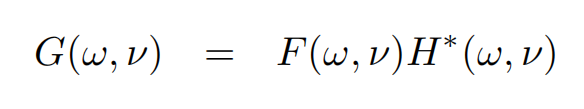 G(ω, ν) = F(ω, ν)H*(ω, ν)